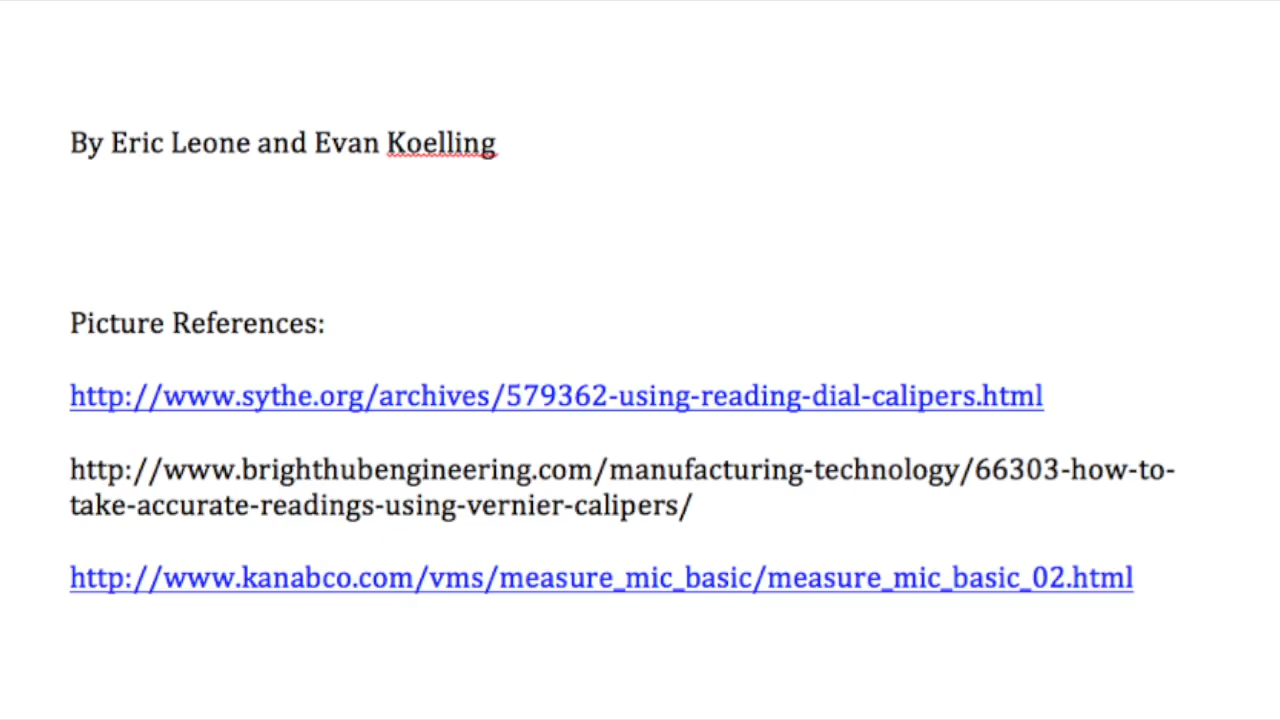 By Eric Leone and Evan Koelling
Picture References:
http://www.sythe.org/archives/579362-using-reading-dial-calipers.html
http://www.brighthubengineering.com/manufacturing-technology/66303-how-to-
take-accurate-readings-using-vernier-calipers/
http://www.kanabco.com/vms/measure_mic_basic/measure_mic_basic_02.html